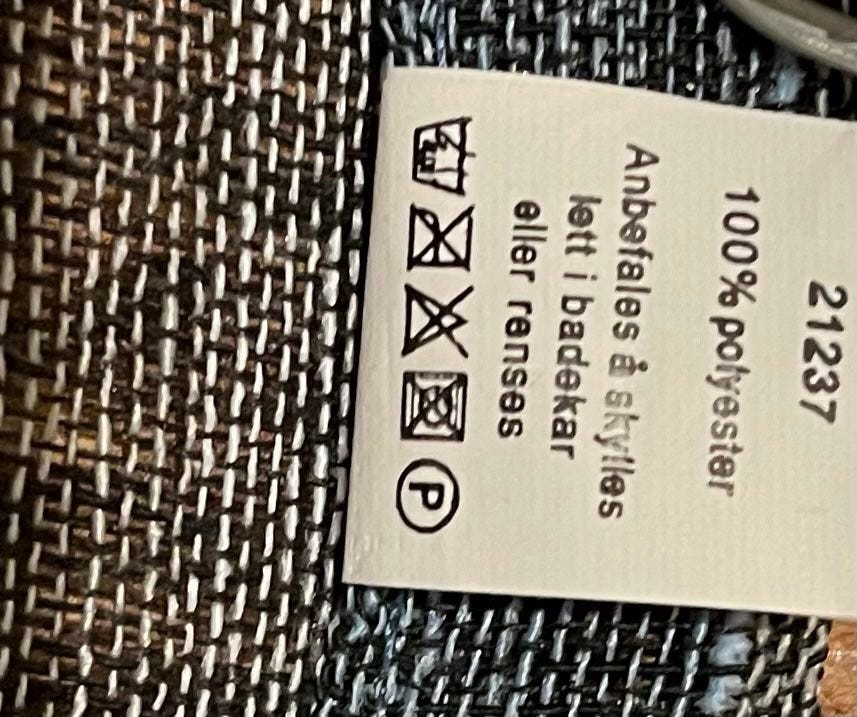 21237
100% polyester
Anbefales å skylles
lett i badekar
eller renses
P